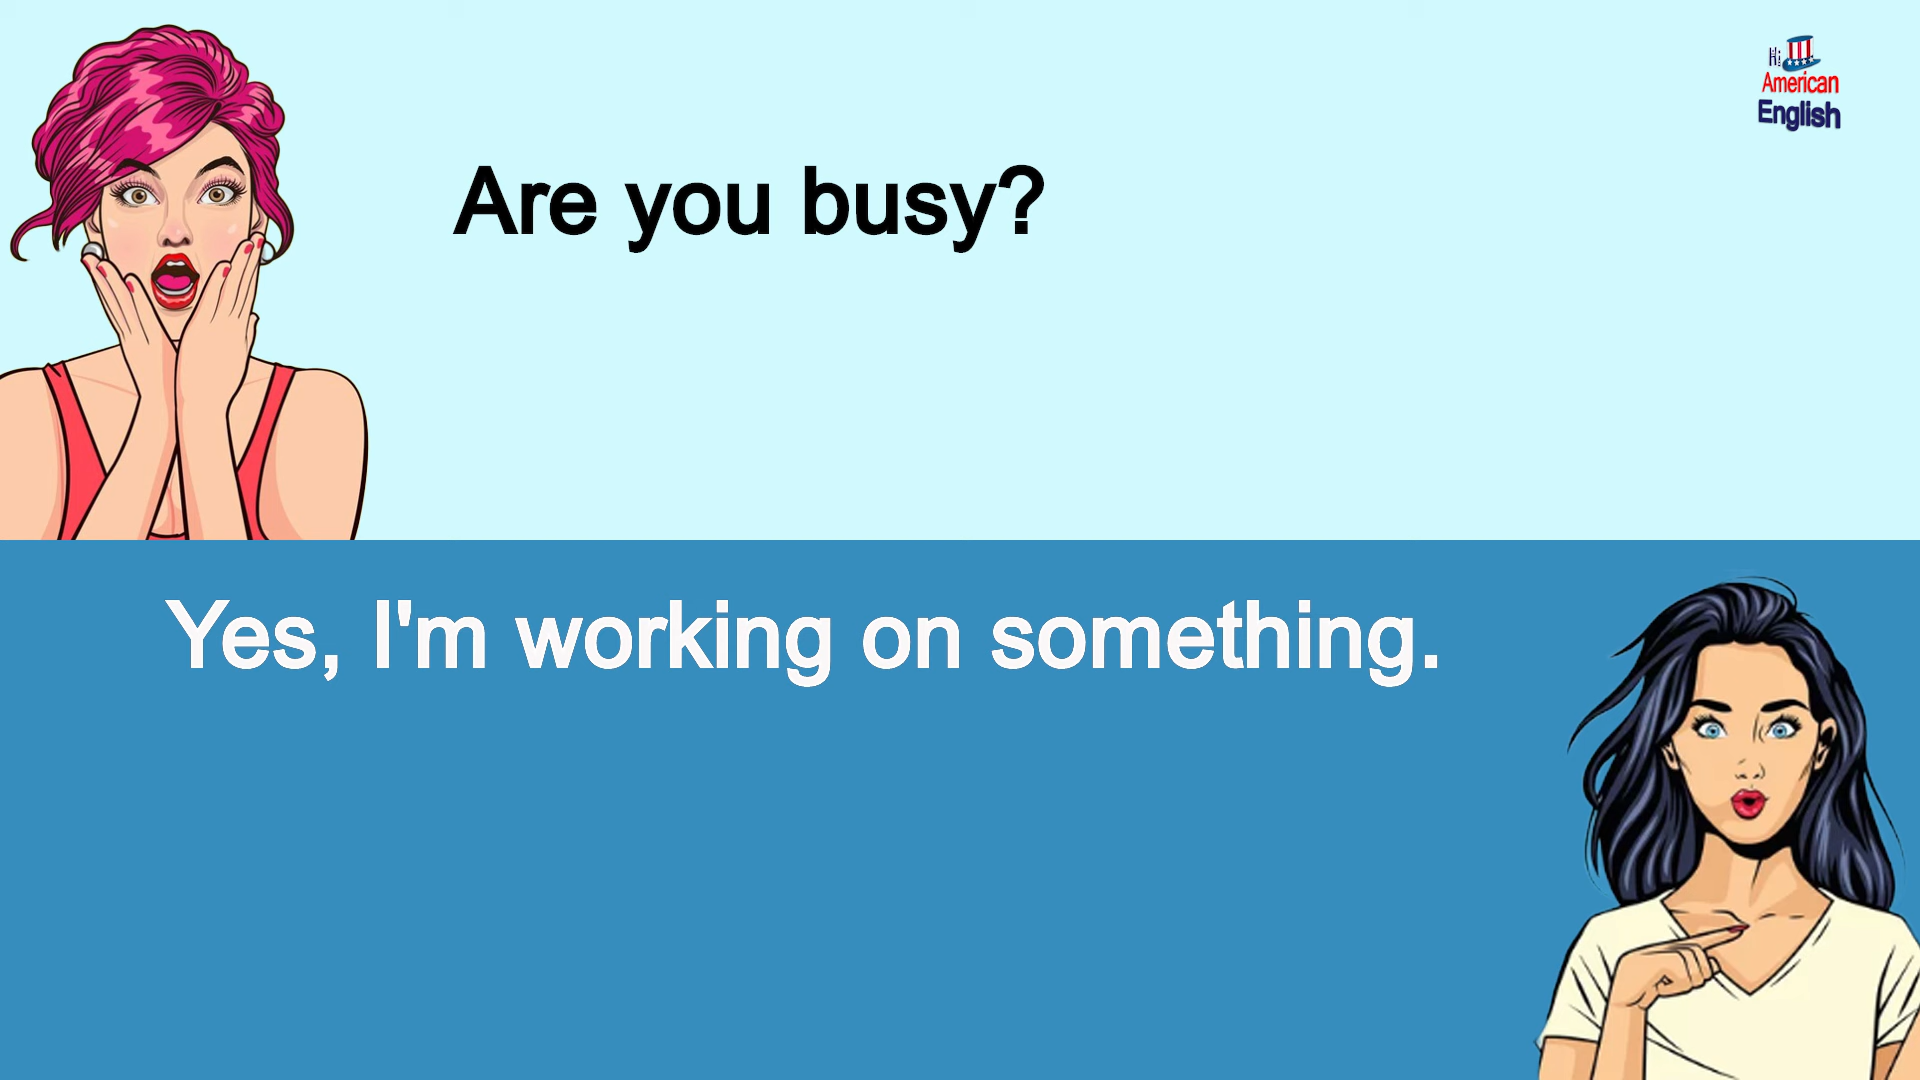 Hi
American
English
Are you busy?
Yes, I'm working on something.